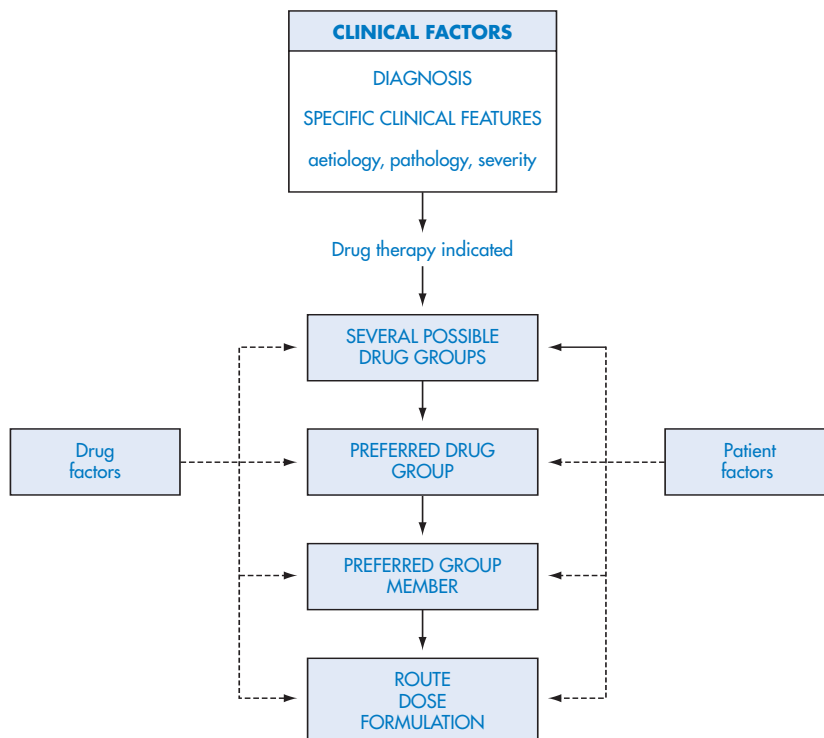 CLINICAL FACTORS
DIAGNOSIS
SPECIFIC CLINICAL FEATURES
aetiology, pathology, severity
Drug therapy indicated
SEVERAL POSSIBLE
DRUG GROUPS
Drug
factors
PREFERRED DRUG
GROUP
Patient
factors
PREFERRED GROUP
MEMBER
ROUTE
DOSE
FORMULATION